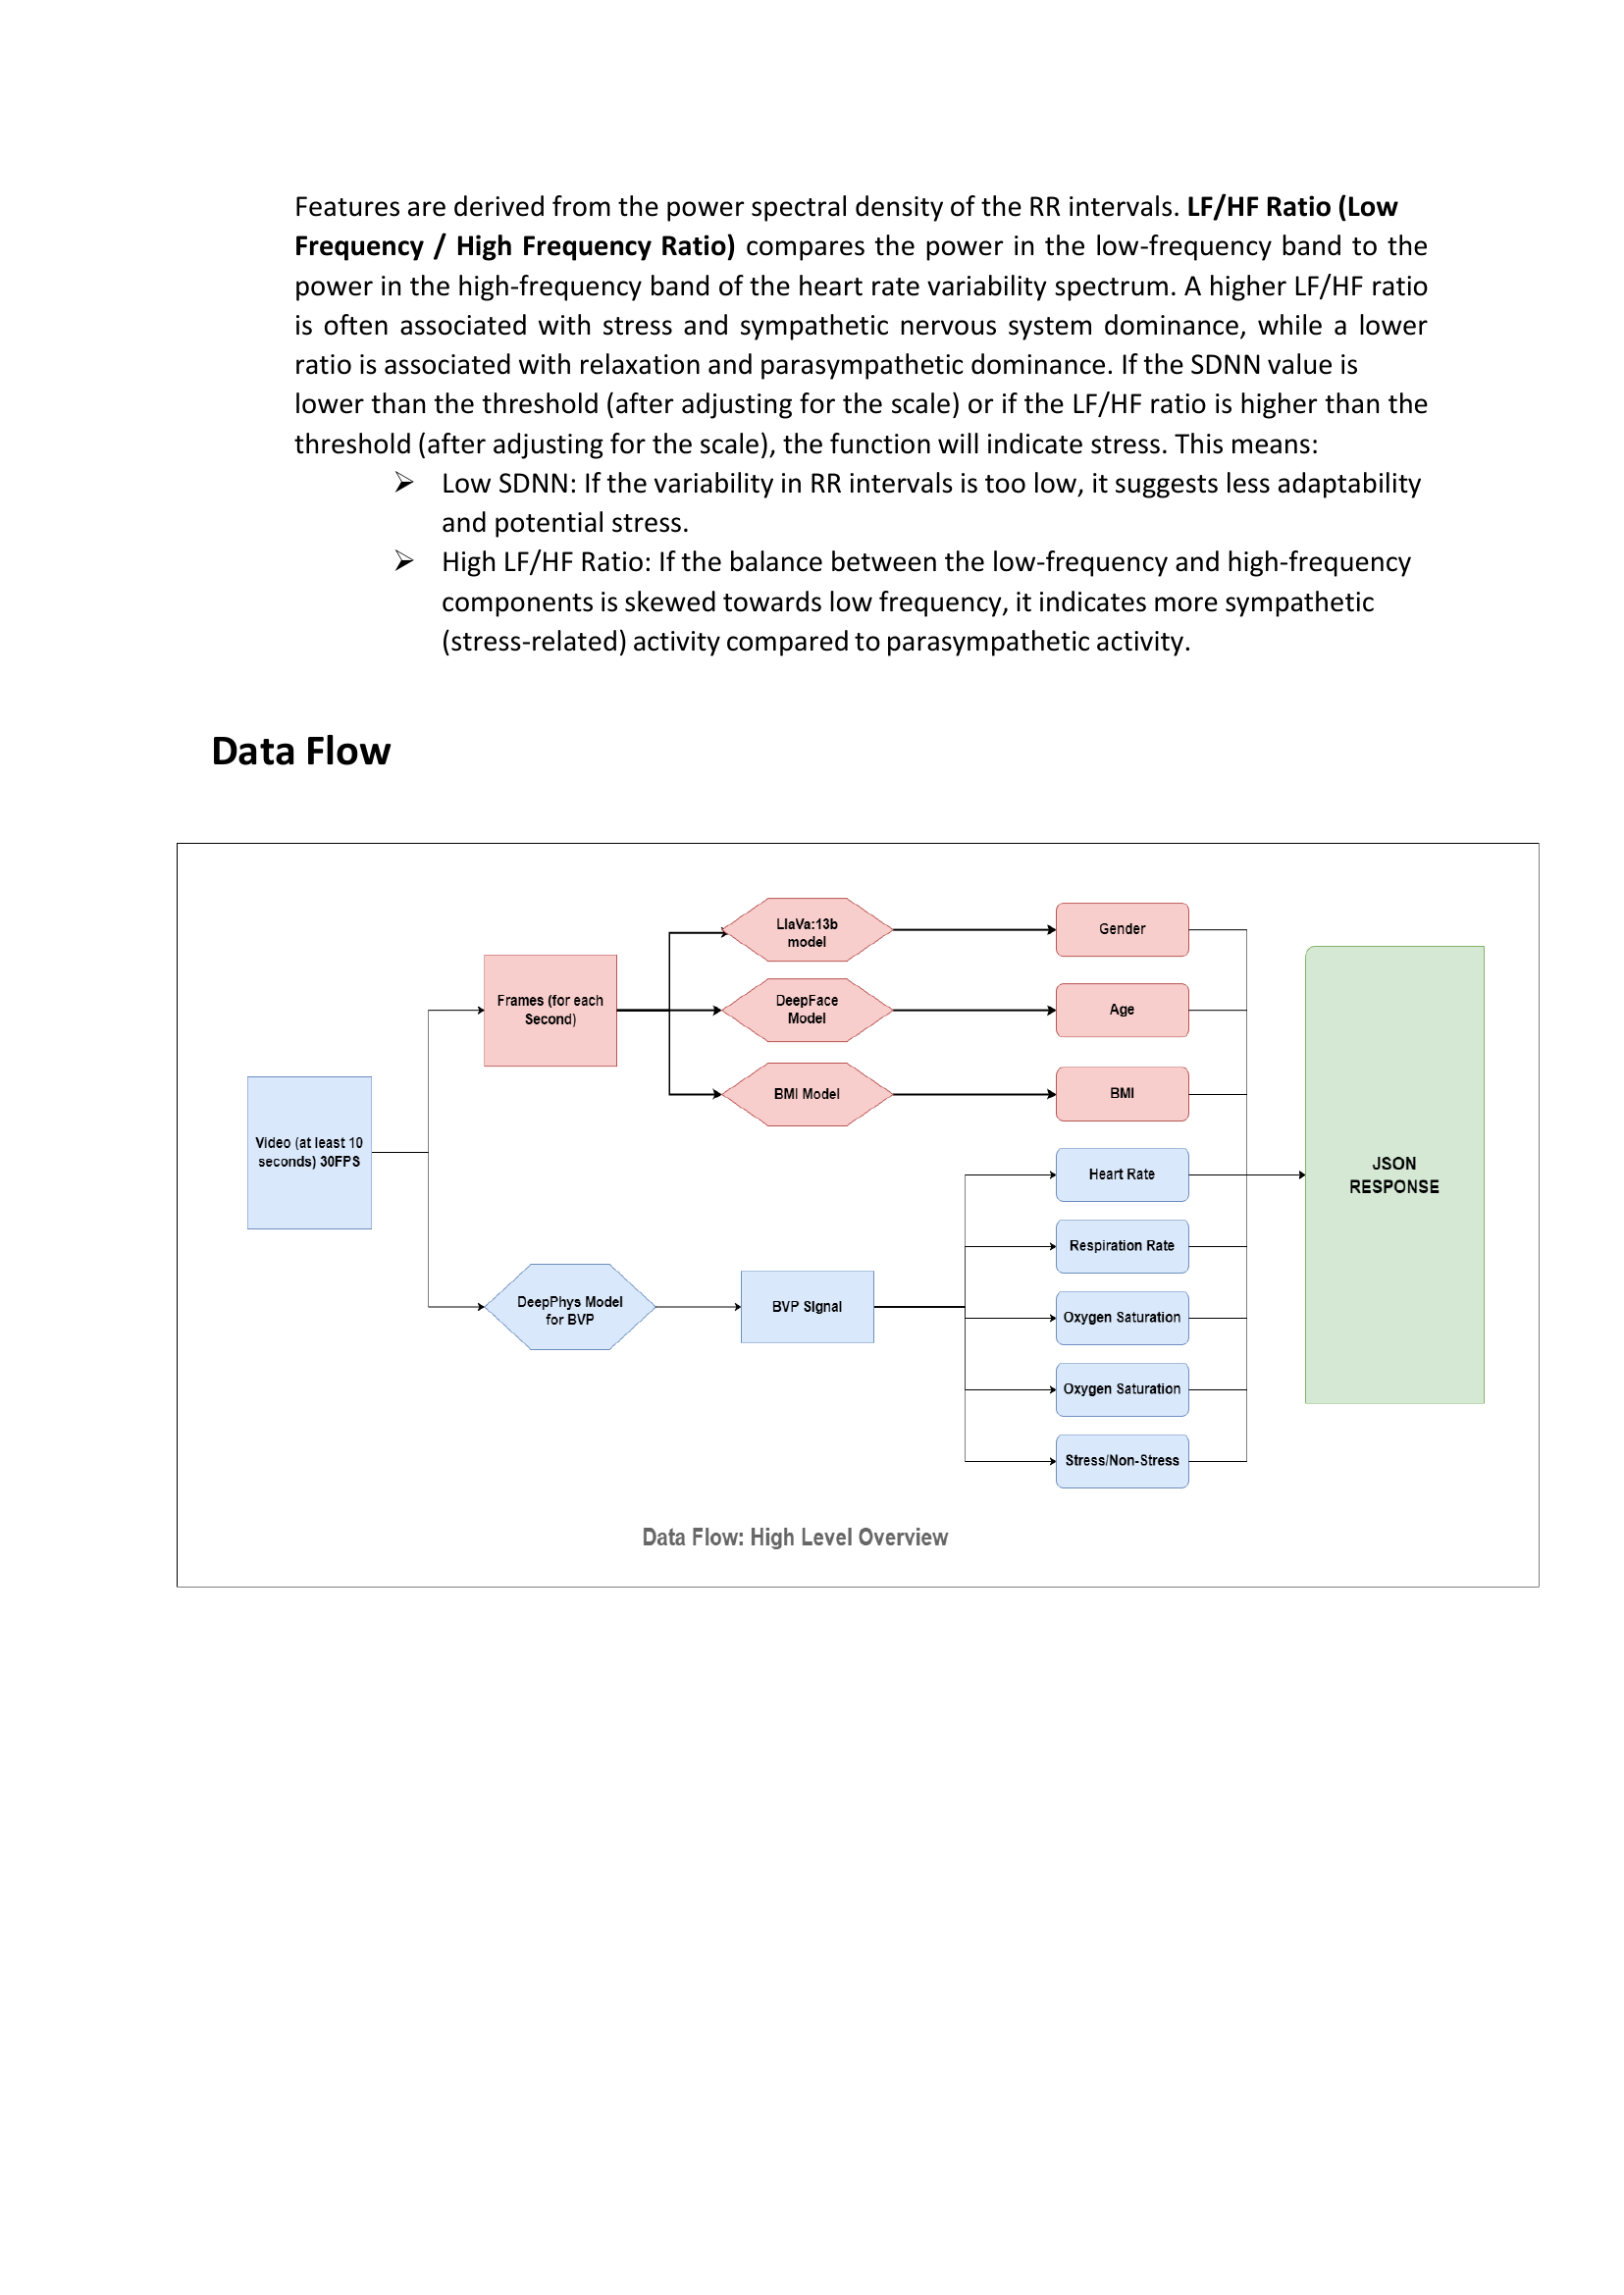 Features are derived from the power spectral density of the RR intervals. LF/HF Ratio (Low
Frequency / High Frequency Ratio) compares the power in the low-frequency band to the
power in the high-frequency band of the heart rate variability spectrum. A higher LF/HF ratio
is often associated with stress and sympathetic nervous system dominance, while a lower
ratio is associated with relaxation and parasympathetic dominance. If the SDNN value is
lower than the threshold (after adjusting for the scale) or if the LF/HF ratio is higher than the
threshold (after adjusting for the scale), the function will indicate stress. This means:
➢ Low SDNN: If the variability in RR intervals is too low, it suggests less adaptability
and potential stress.
➢ High LF/HF Ratio: If the balance between the low-frequency and high-frequency
components is skewed towards low frequency, it indicates more sympathetic
(stress-related) activity compared to parasympathetic activity.
Data Flow
Video (at least 10
seconds) 30FPS
Frames (for each
Second)
LlaVa:13b
model
Gender
DeepFace
Model
Age
BMI Model
BMI
DeepPhys Model
for BVP
BVP Signal
Heart Rate
Respiration Rate
Oxygen Saturation
Oxygen Saturation
Stress/Non-Stress
JSON
RESPONSE
Data Flow: High Level Overview